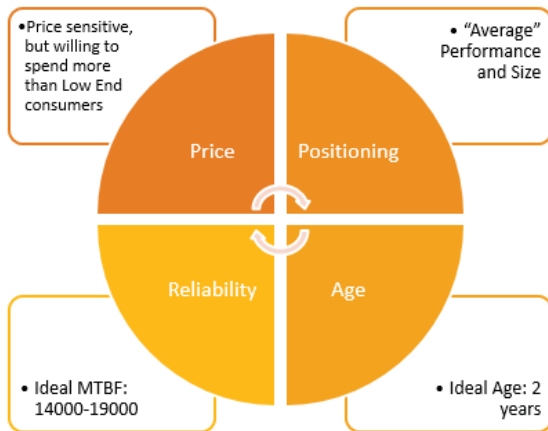 •Price sensitive,
but willing to
spend more
than Low End
consumers
• “Average”
Performance
and Size
Price
Positioning
Reliability
Age
• Ideal MTBF:
14000-19000
• Ideal Age: 2
years